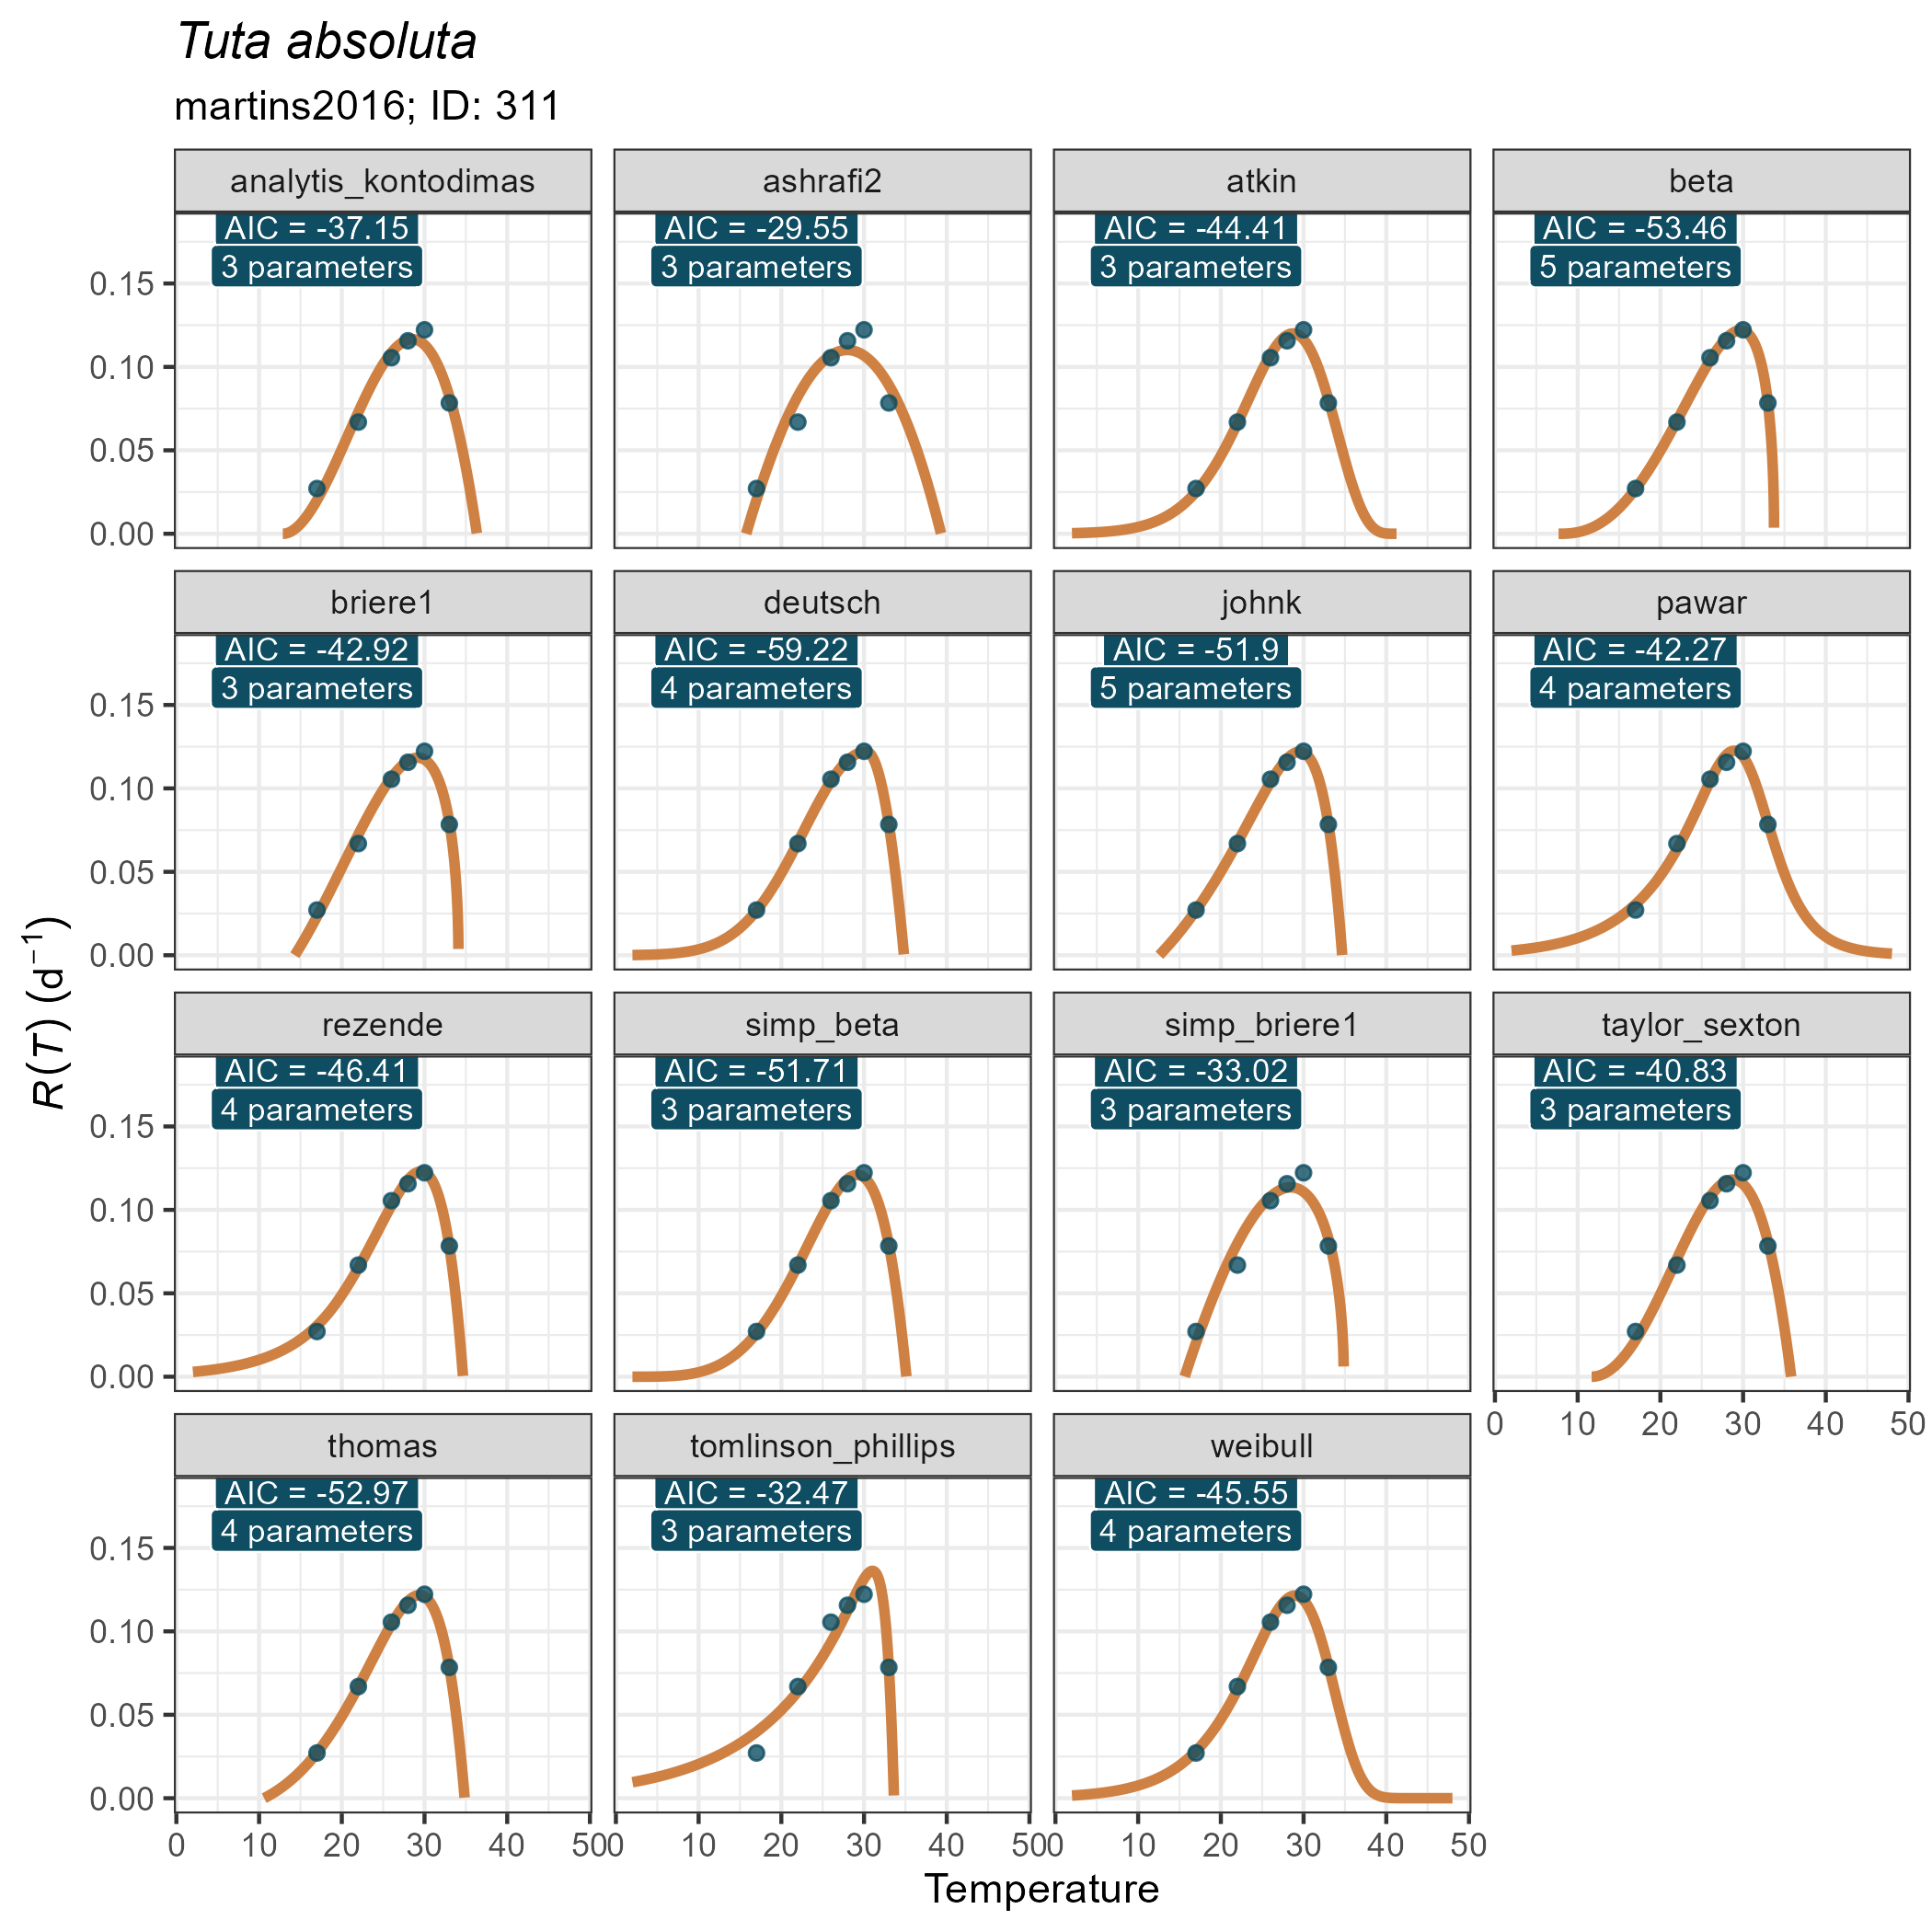 Tuta absoluta
martins2016; ID: 311
analytis_kontodimas
ashrafi2
atkin
beta
AIC = -37.15
3 parameters
AIC = -29.55
3 parameters
AIC = -44.41
3 parameters
AIC = -53.46
5 parameters
0.15
0.10
0.05
0.00
briere1
deutsch
johnk
pawar
AIC = -42.92
3 parameters
AIC = -59.22
4 parameters
AIC = -51.9
5 parameters
AIC = -42.27
4 parameters
0.15
0.10
0.05
0.00
R(T) (d⁻¹)
rezende
simp_beta
simp_briere1
taylor_sexton
AIC = -46.41
4 parameters
AIC = -51.71
3 parameters
AIC = -33.02
3 parameters
AIC = -40.83
3 parameters
0.15
0.10
0.05
0.00
0 10 20 30 40 50
thomas
tomlinson_phillips
weibull
AIC = -52.97
4 parameters
AIC = -32.47
3 parameters
AIC = -45.55
4 parameters
0.15
0.10
0.05
0.00
0 10 20 30 40 50
0 10 20 30 40 50
0 10 20 30 40 50
Temperature